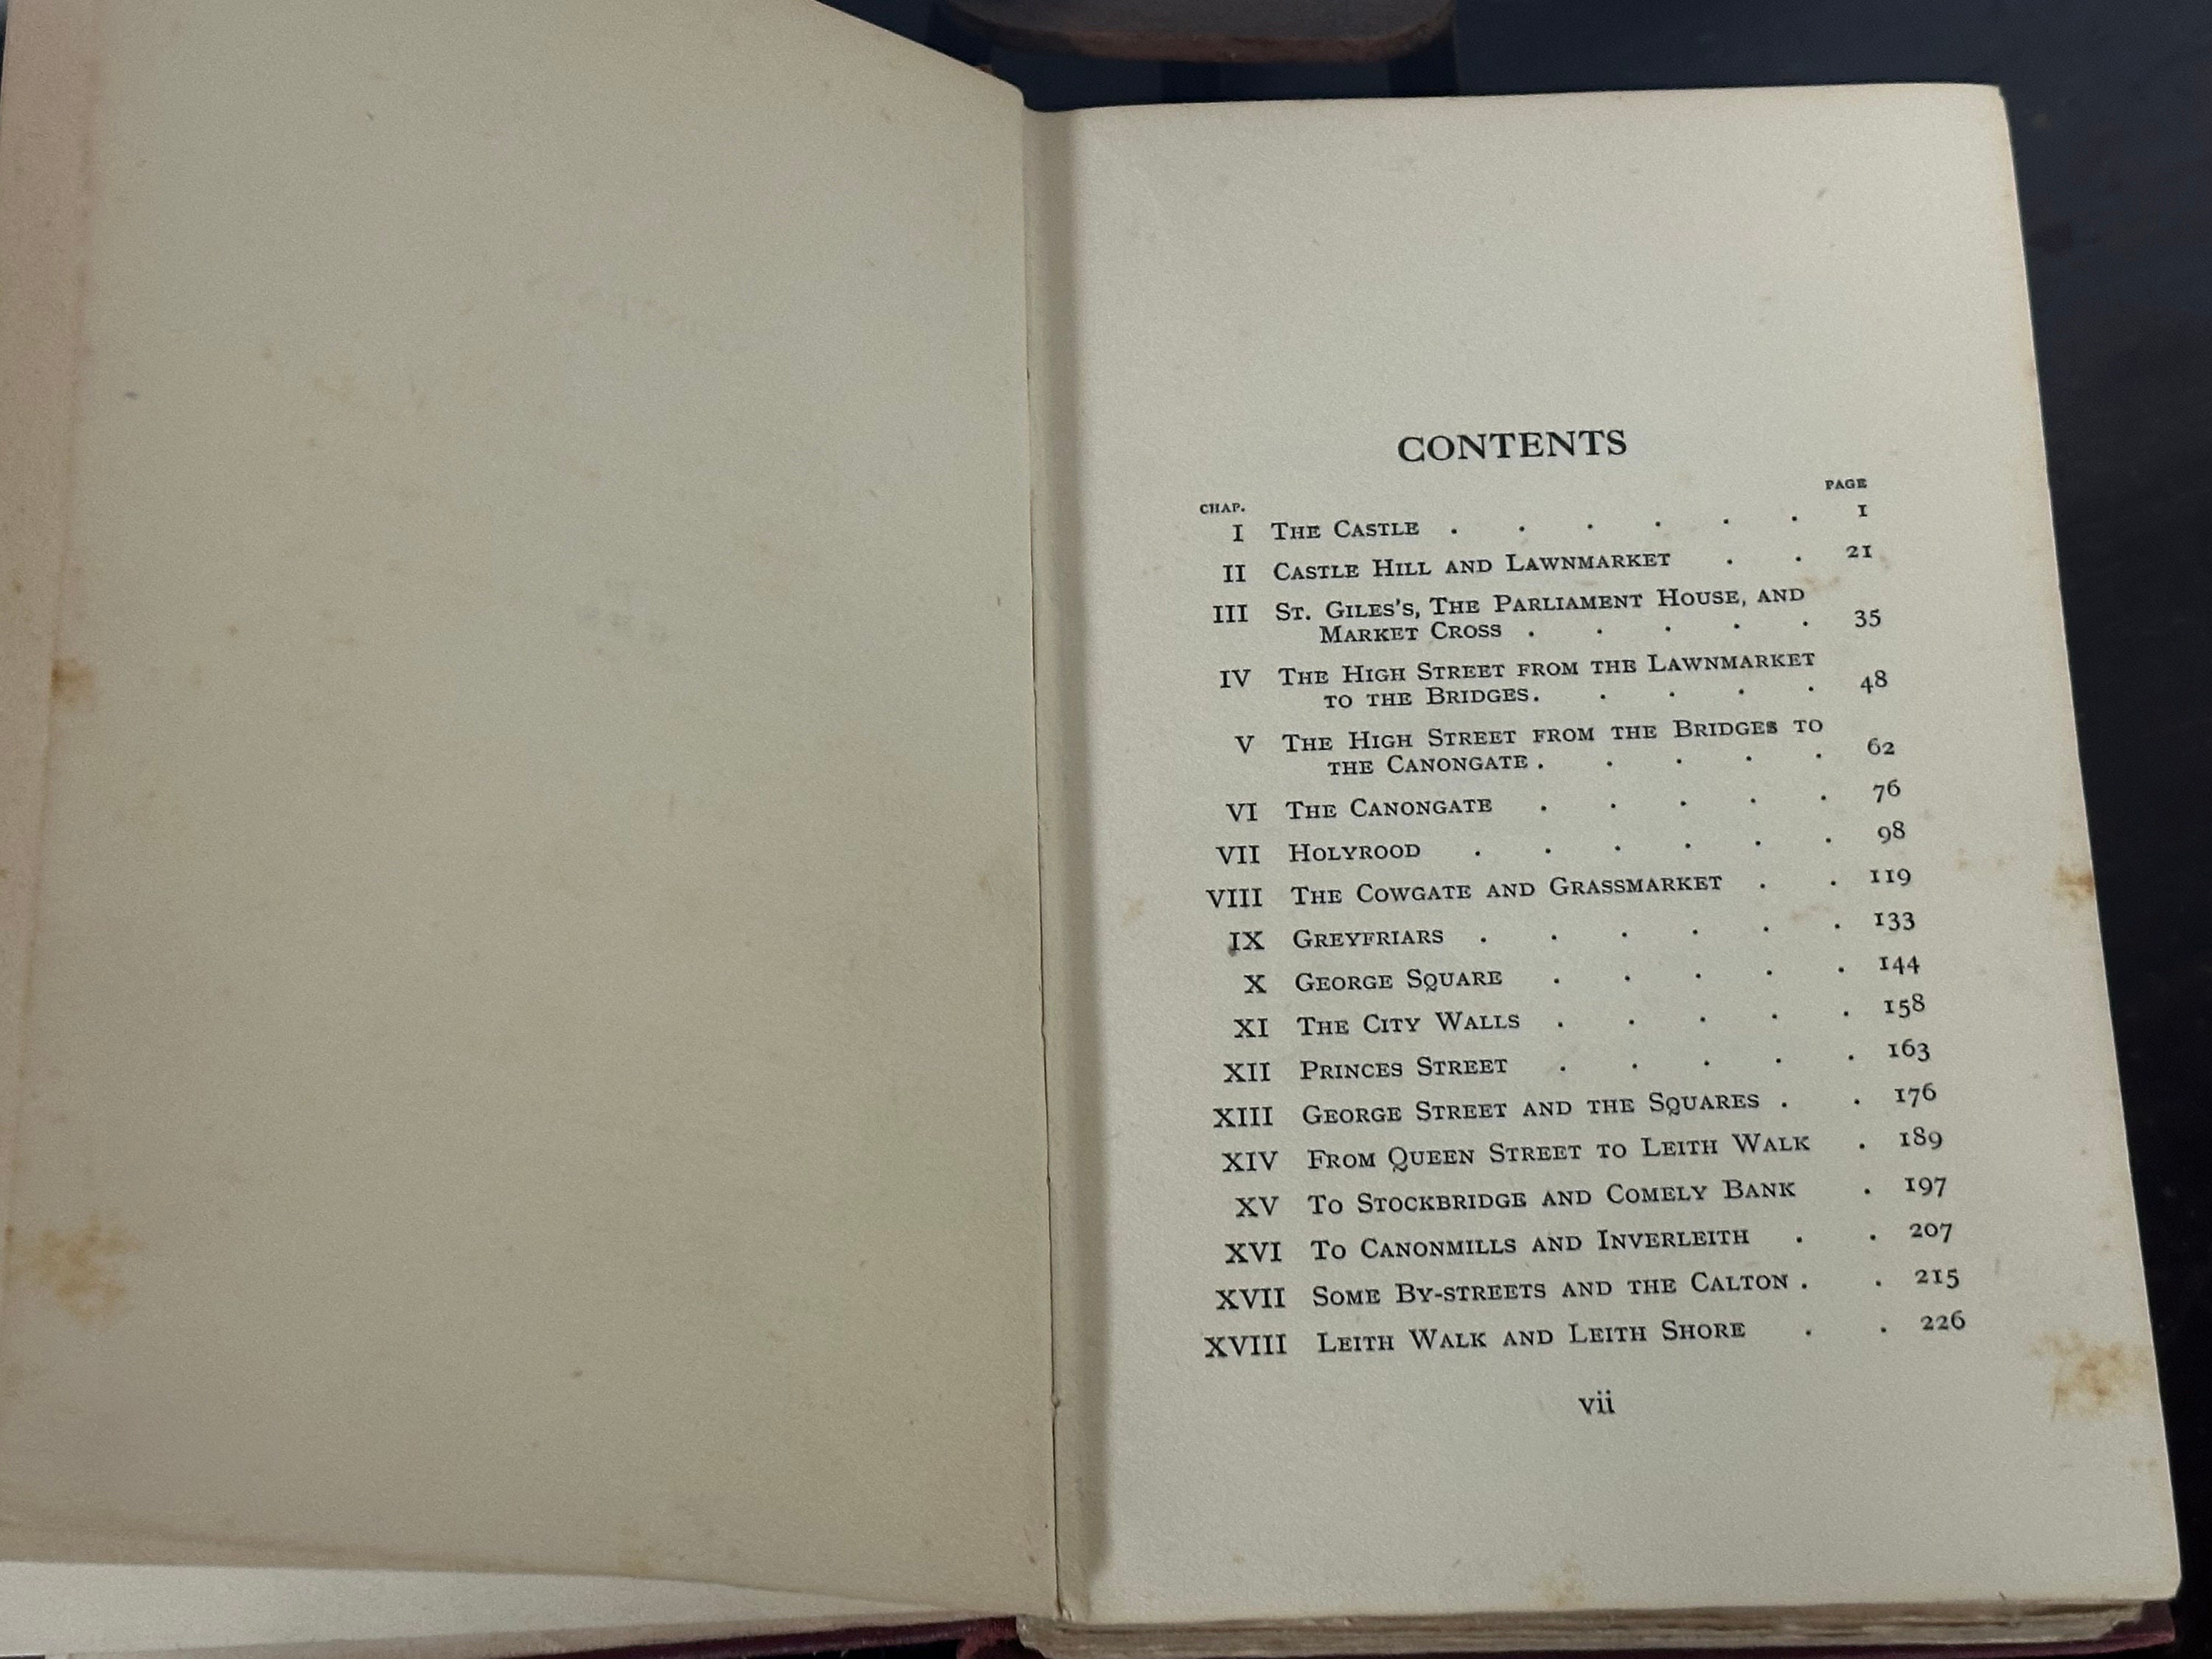 CONTENTS
CHAP. PAGE
I THE CASTLE . . . . . . 1
II CASTLE HILL AND LAWNMARKET . . 21
III ST. GILES'S, THE PARLIAMENT HOUSE, AND
MARKET CROSS . . . . . 35
IV THE HIGH STREET FROM THE LAWNMARKET
TO THE BRIDGES . . . . . 48
V THE HIGH STREET FROM THE BRIDGES TO
THE CANONGATE . . . . . 62
VI THE CANONGATE . . . . . 76
VII HOLYROOD . . . . . . 98
VIII THE COWGATE AND GRASSMARKET . . 119
IX GREYFRIARS . . . . . . 133
X GEORGE SQUARE . . . . . 144
XI THE CITY WALLS . . . . . 158
XII PRINCES STREET . . . . . 163
XIII GEORGE STREET AND THE SQUARES . . 176
XIV FROM QUEEN STREET TO LEITH WALK . 189
XV TO STOCKBRIDGE AND COMELY BANK . 197
XVI TO CANONMILLS AND INVERLEITH . . 207
XVII SOME BY-STREETS AND THE CALTON . . 215
XVIII LEITH WALK AND LEITH SHORE . . 226
vii